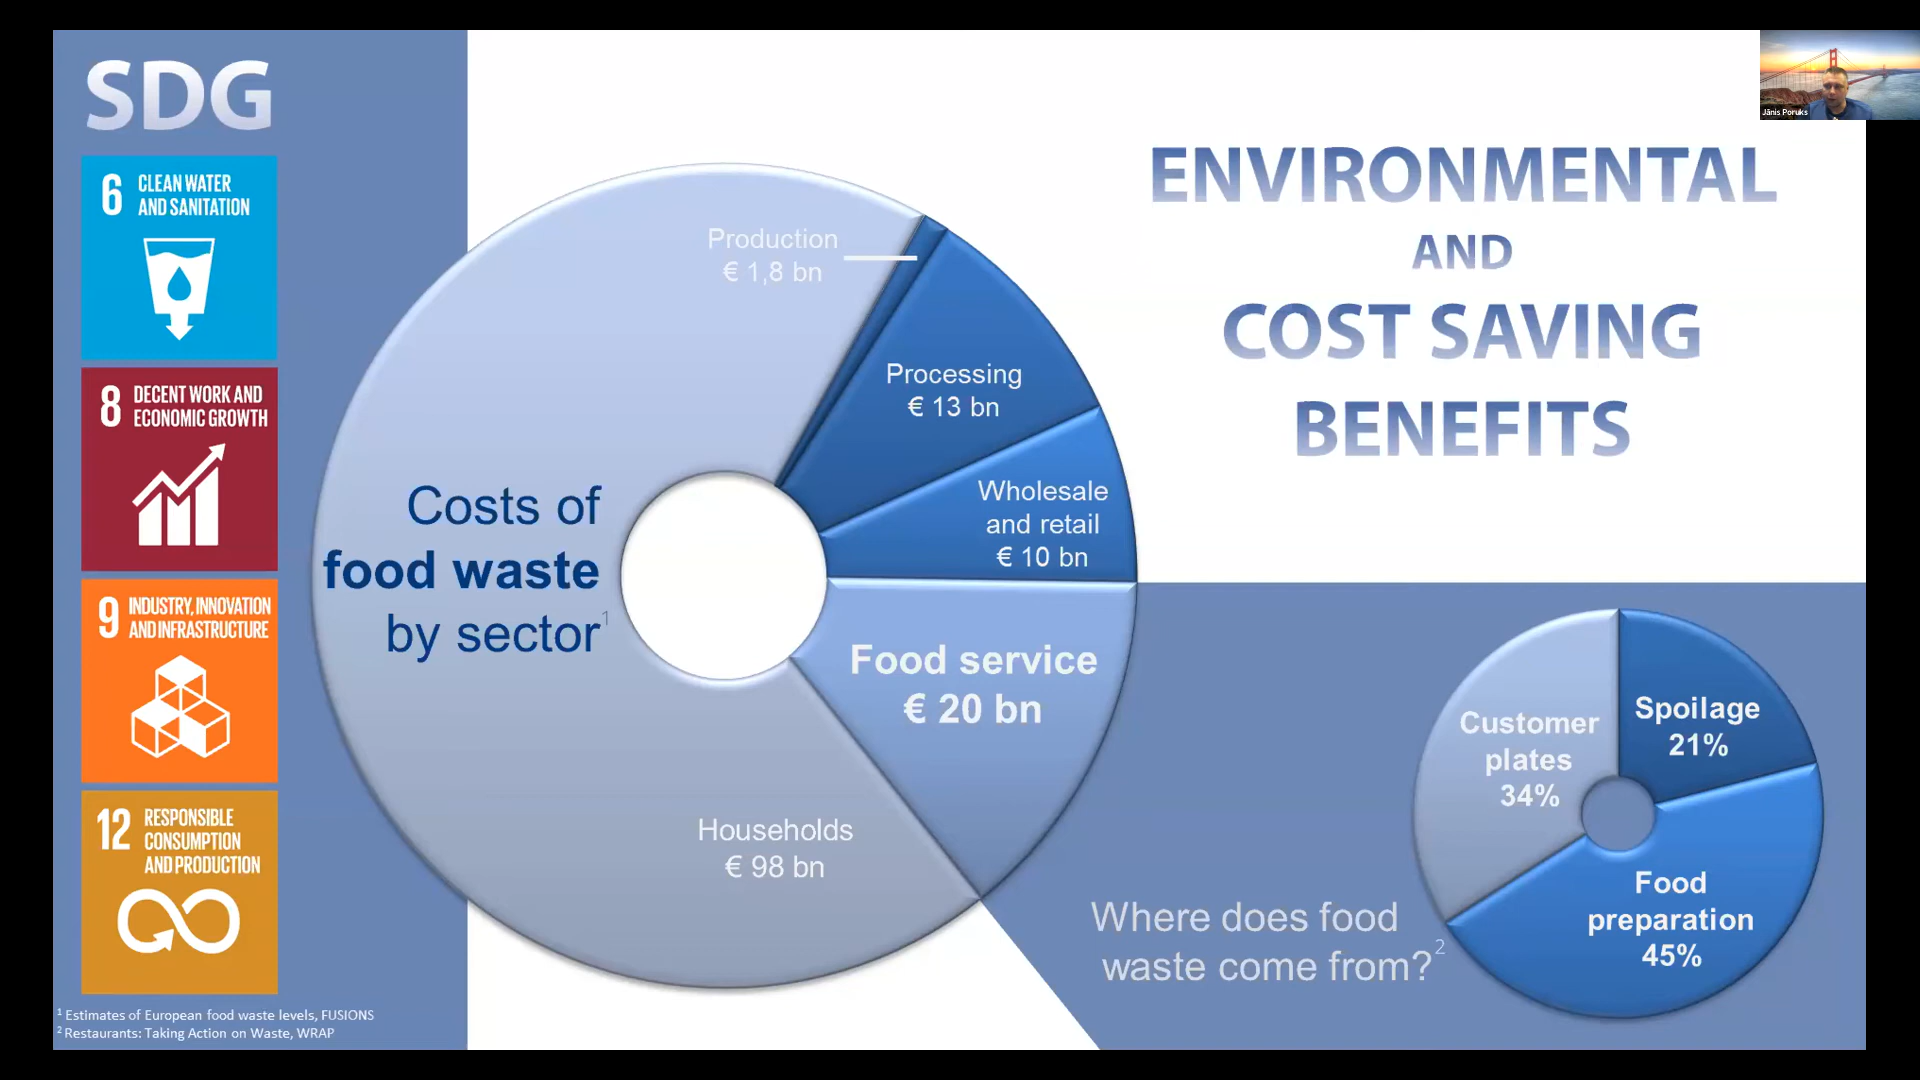 SDG
6 CLEAN WATER
AND SANITATION
8 DECENT WORK AND
ECONOMIC GROWTH
9 INDUSTRY, INNOVATION
AND INFRASTRUCTURE
12 RESPONSIBLE
CONSUMPTION
AND PRODUCTION
1 Estimates of European food waste levels, FUSIONS
2 Restaurants: Taking Action on Waste, WRAP
Costs of
food waste
by sector1
Production
€ 1,8 bn
Processing
€ 13 bn
Wholesale
and retail
€ 10 bn
Food service
€ 20 bn
Households
€ 98 bn
ENVIRONMENTAL
AND
COST SAVING
BENEFITS
Where does food
waste come from?2
Customer
plates
34%
Spoilage
21%
Food
preparation
45%
Jānis Poruks